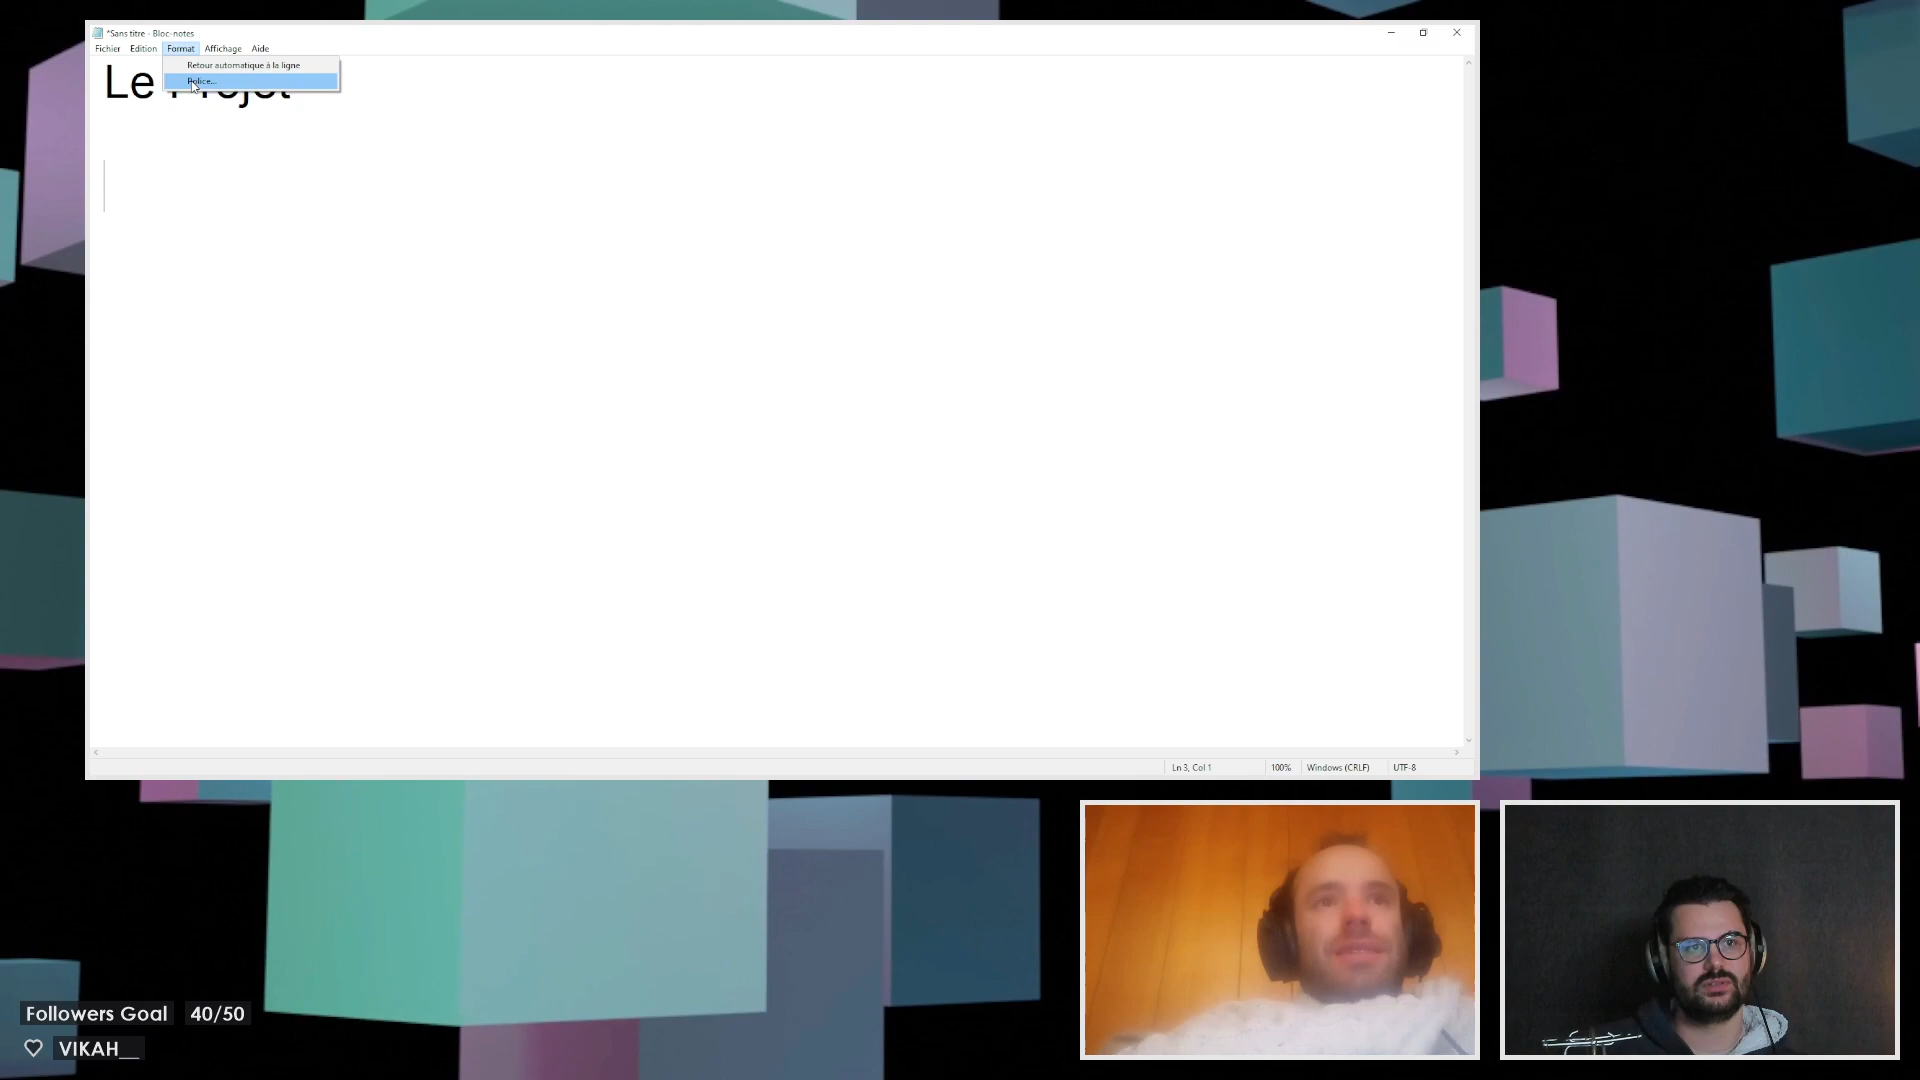 *Sans titre - Bloc-notes
Fichier Edition Format Affichage Aide
Retour automatique à la ligne
Police...
Le Projet
Ln 3, Col 1 100% Windows (CRLF) UTF-8
Followers Goal 40/50
VIKAH__